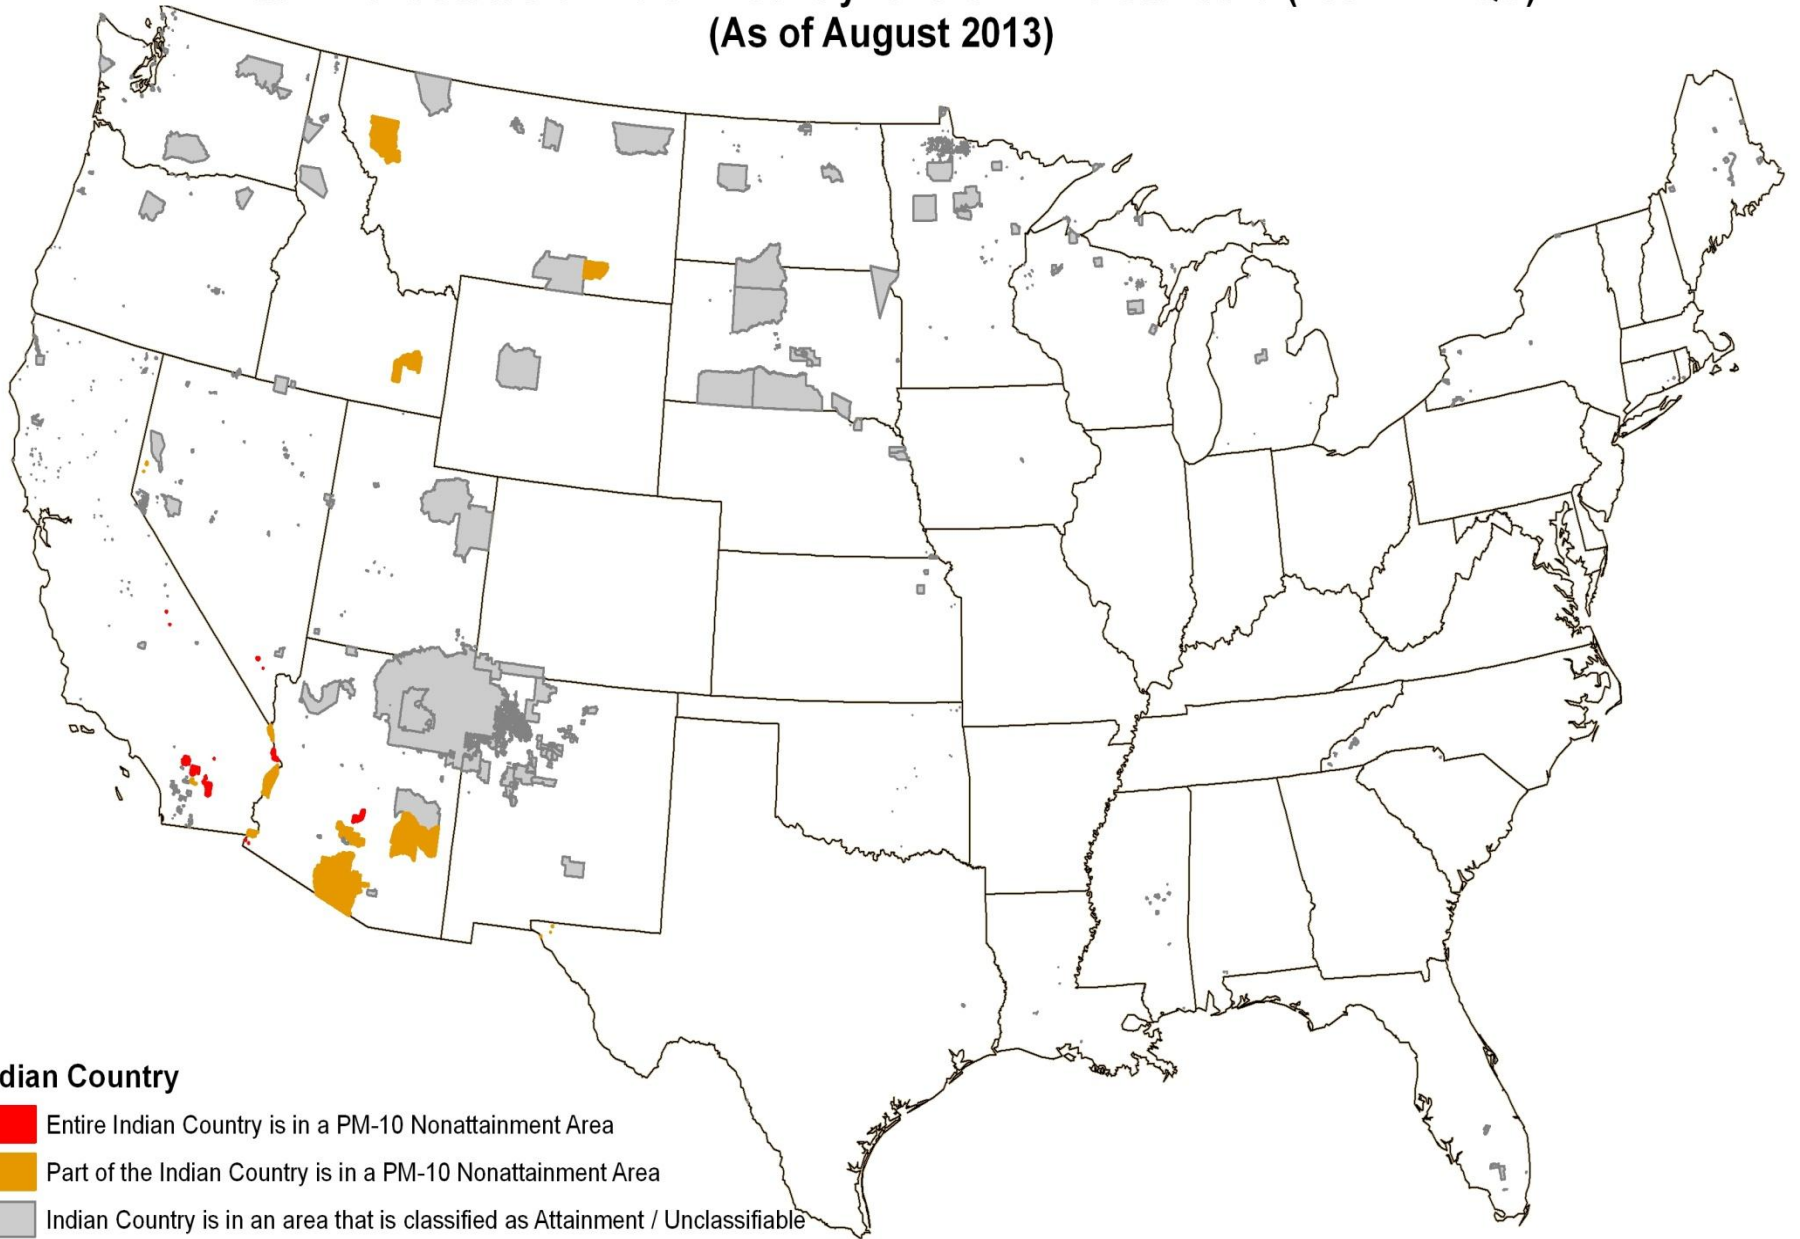 (As of August 2013)
dian Country
Entire Indian Country is in a PM-10 Nonattainment Area
Part of the Indian Country is in a PM-10 Nonattainment Area
Indian Country is in an area that is classified as Attainment / Unclassifiable